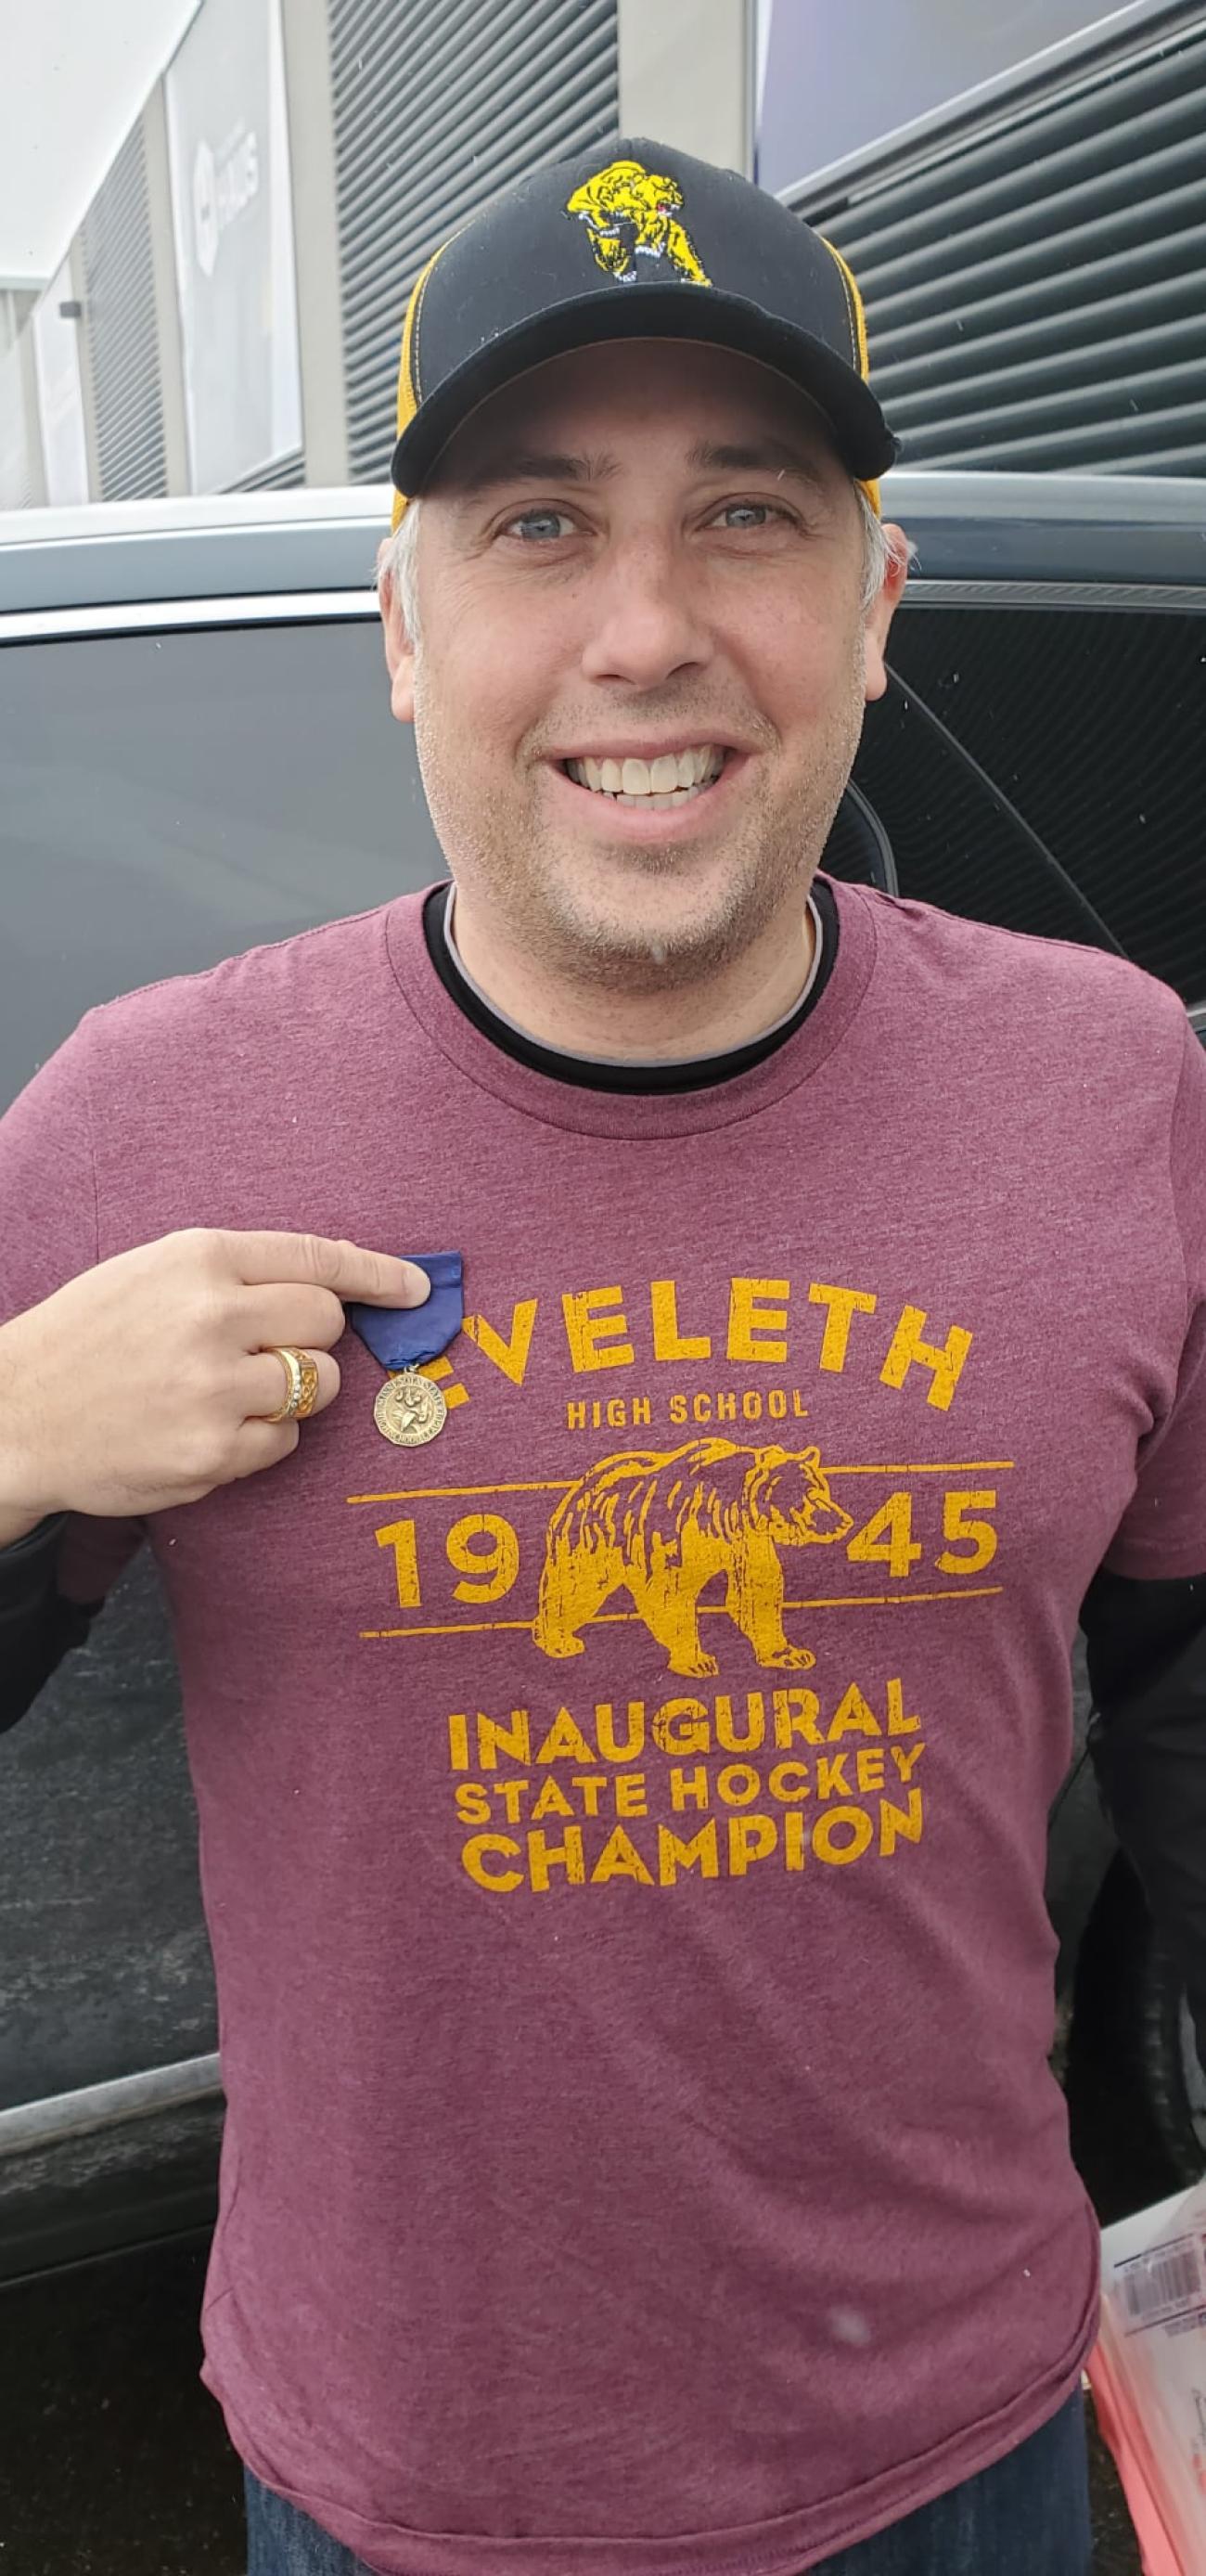 EVELETH
HIGH SCHOOL
19 45
INAUGURAL
STATE HOCKEY
CHAMPION